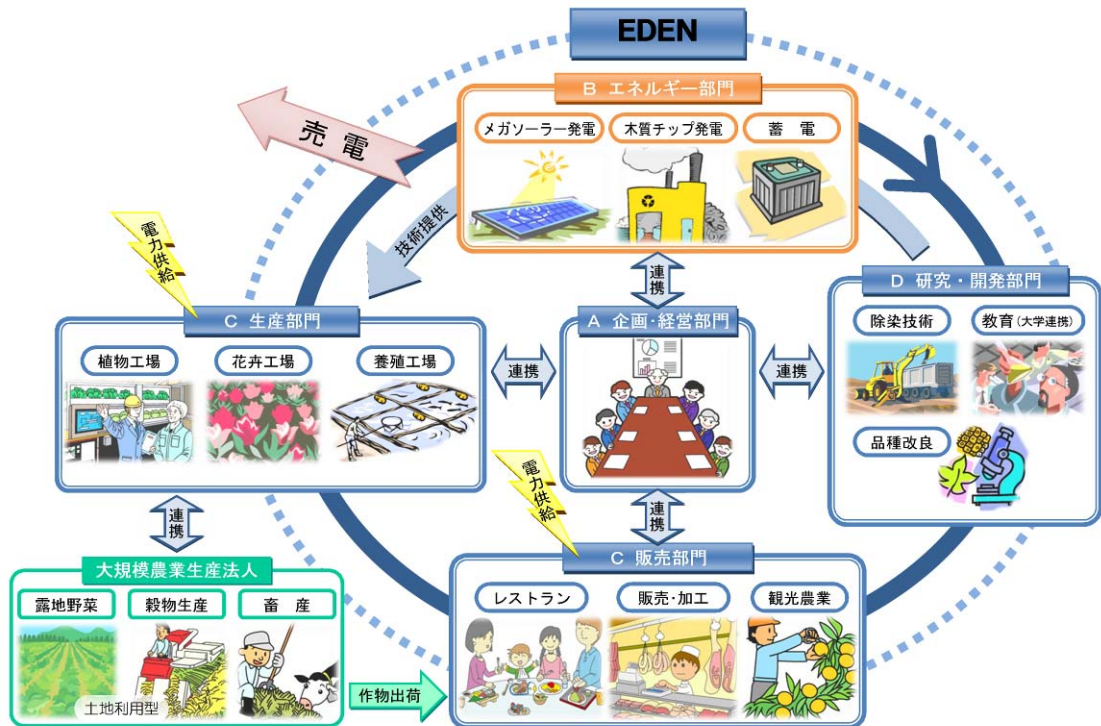 EDEN
B エネルギー部門
メガソーラー発電
木質チップ発電
蓄 電
売電
技術提供
電力供給
連携
C 生産部門
植物工場
花卉工場
養殖工場
連携
A 企画・経営部門
連携
D 研究・開発部門
除染技術
教育(大学連携)
品種改良
連携
電力供給
連携
大規模農業生産法人
露地野菜
穀物生産
畜 産
土地利用型
作物出荷
C 販売部門
レストラン
販売・加工
観光農業